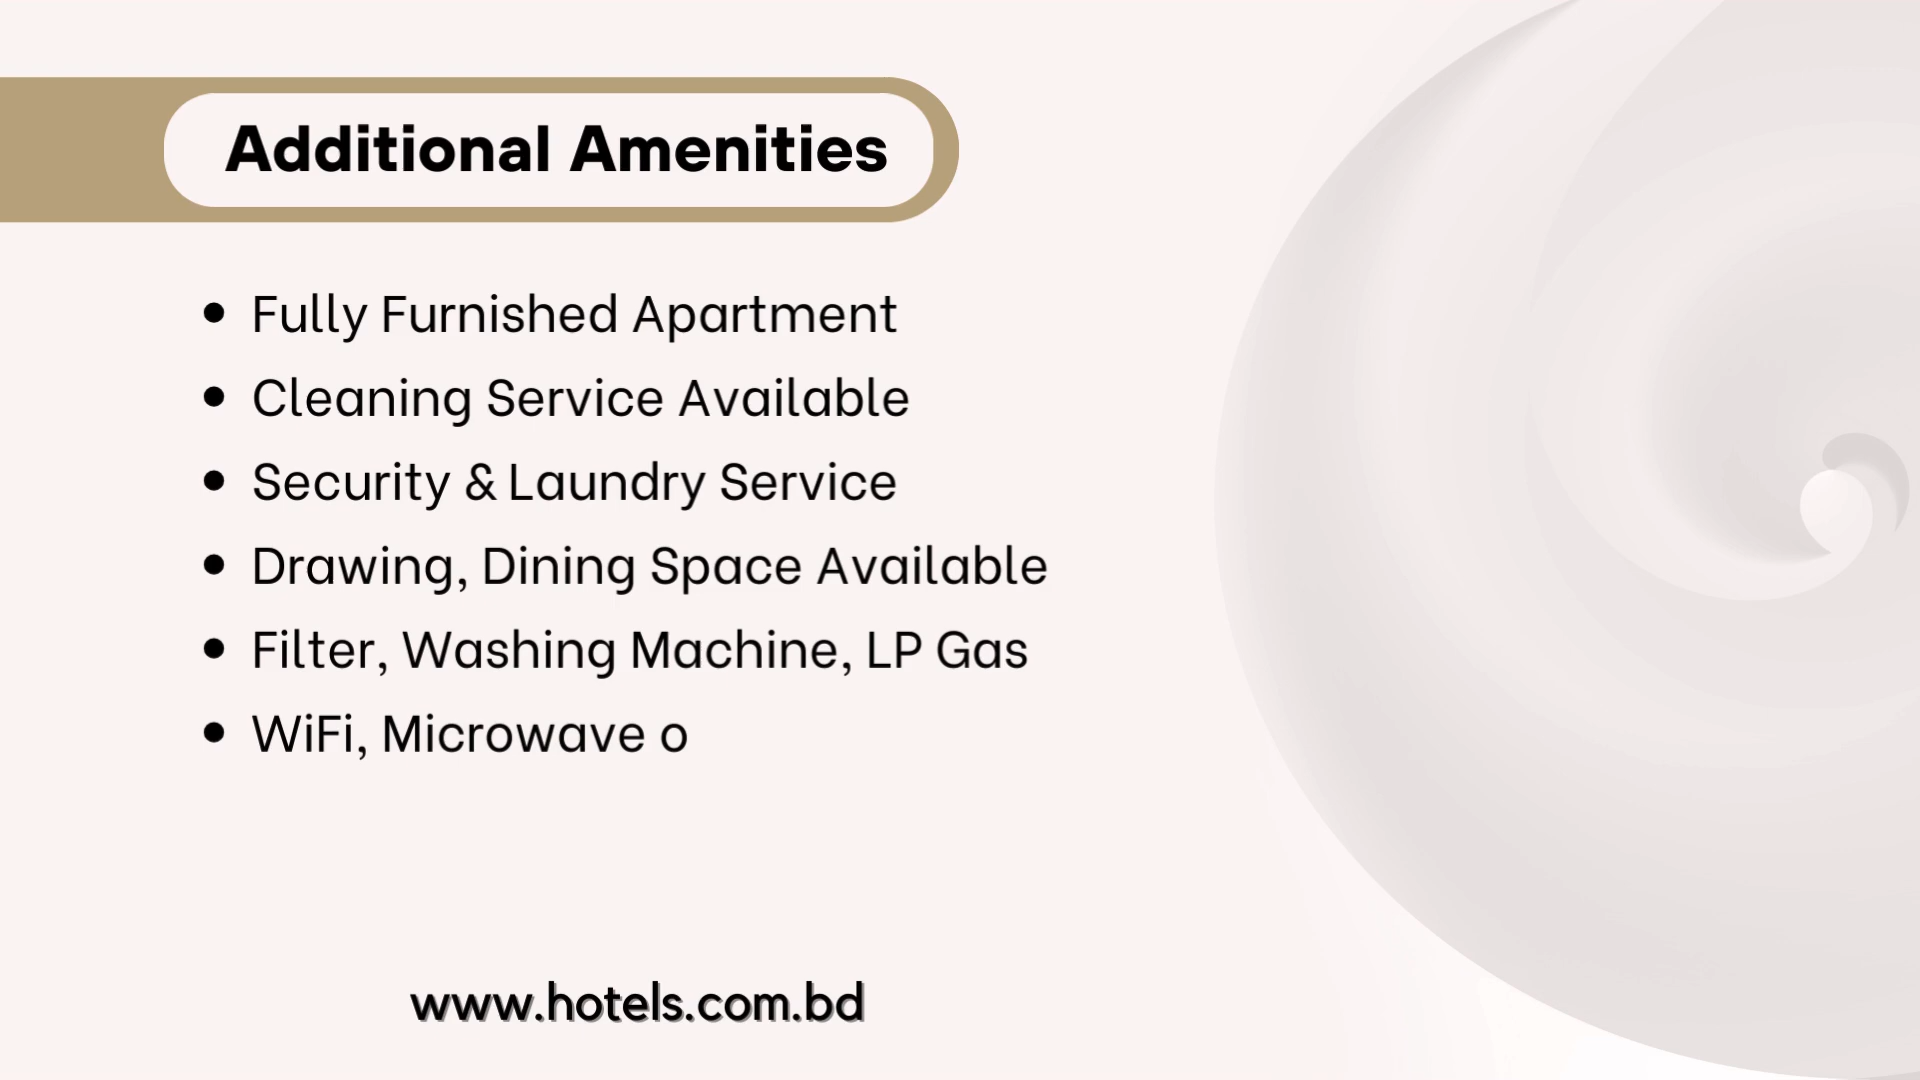 Additional Amenities
• Fully Furnished Apartment
• Cleaning Service Available
• Security & Laundry Service
• Drawing, Dining Space Available
• Filter, Washing Machine, LP Gas
• WiFi, Microwave o
www.hotels.com.bd